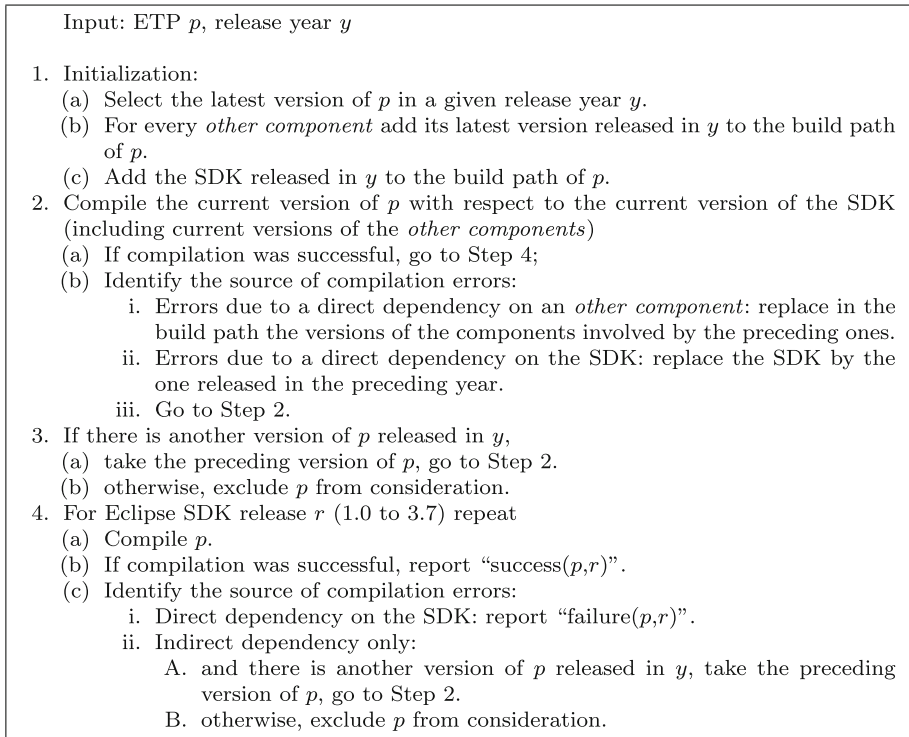 Input: ETP p, release year y
1. Initialization:
(a) Select the latest version of p in a given release year y.
(b) For every other component add its latest version released in y to the build path
of p.
(c) Add the SDK released in y to the build path of p.
2. Compile the current version of p with respect to the current version of the SDK
(including current versions of the other components)
(a) If compilation was successful, go to Step 4;
(b) Identify the source of compilation errors:
i. Errors due to a direct dependency on an other component: replace in the
build path the versions of the components involved by the preceding ones.
ii. Errors due to a direct dependency on the SDK: replace the SDK by the
one released in the preceding year.
iii. Go to Step 2.
3. If there is another version of p released in y,
(a) take the preceding version of p, go to Step 2.
(b) otherwise, exclude p from consideration.
4. For Eclipse SDK release r (1.0 to 3.7) repeat
(a) Compile p.
(b) If compilation was successful, report “success(p,r)”.
(c) Identify the source of compilation errors:
i. Direct dependency on the SDK: report “failure(p,r)”.
ii. Indirect dependency only:
A. and there is another version of p released in y, take the preceding
version of p, go to Step 2.
B. otherwise, exclude p from consideration.